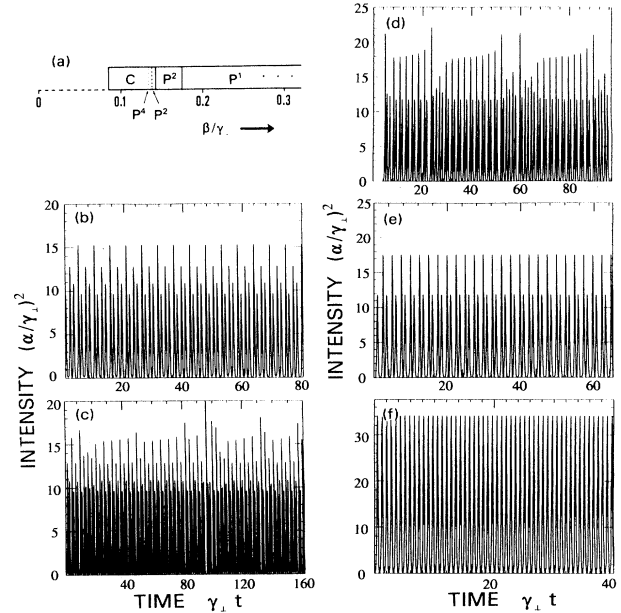 (a)
C P² P¹ · · · ·
0 0.1 0.2 0.3
P⁴ P²
β/γ⊥
(b)
20 15 10 5 0
20 40 60 80
(c)
20 15 10 5 0
40 80 120 160
INTENSITY (α/γ⊥)²
TIME γ⊥ t
(d)
25 20 15 10 5 0
20 40 60 80
(e)
25 20 15 10 5 0
20 40 60
(f)
30 20 10 0
20 40
INTENSITY (α/γ⊥)²
TIME γ⊥ t